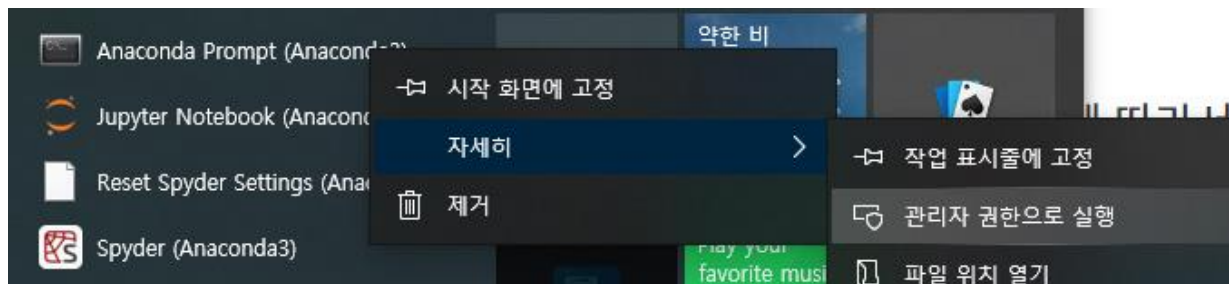 Anaconda Prompt (Anaconda3)
Jupyter Notebook (Anacon
Reset Spyder Settings (Ana
Spyder (Anaconda3)
약한 비
시작 화면에 고정
자세히
제거
작업 표시줄에 고정
관리자 권한으로 실행
파일 위치 열기
Play your
favorite musi